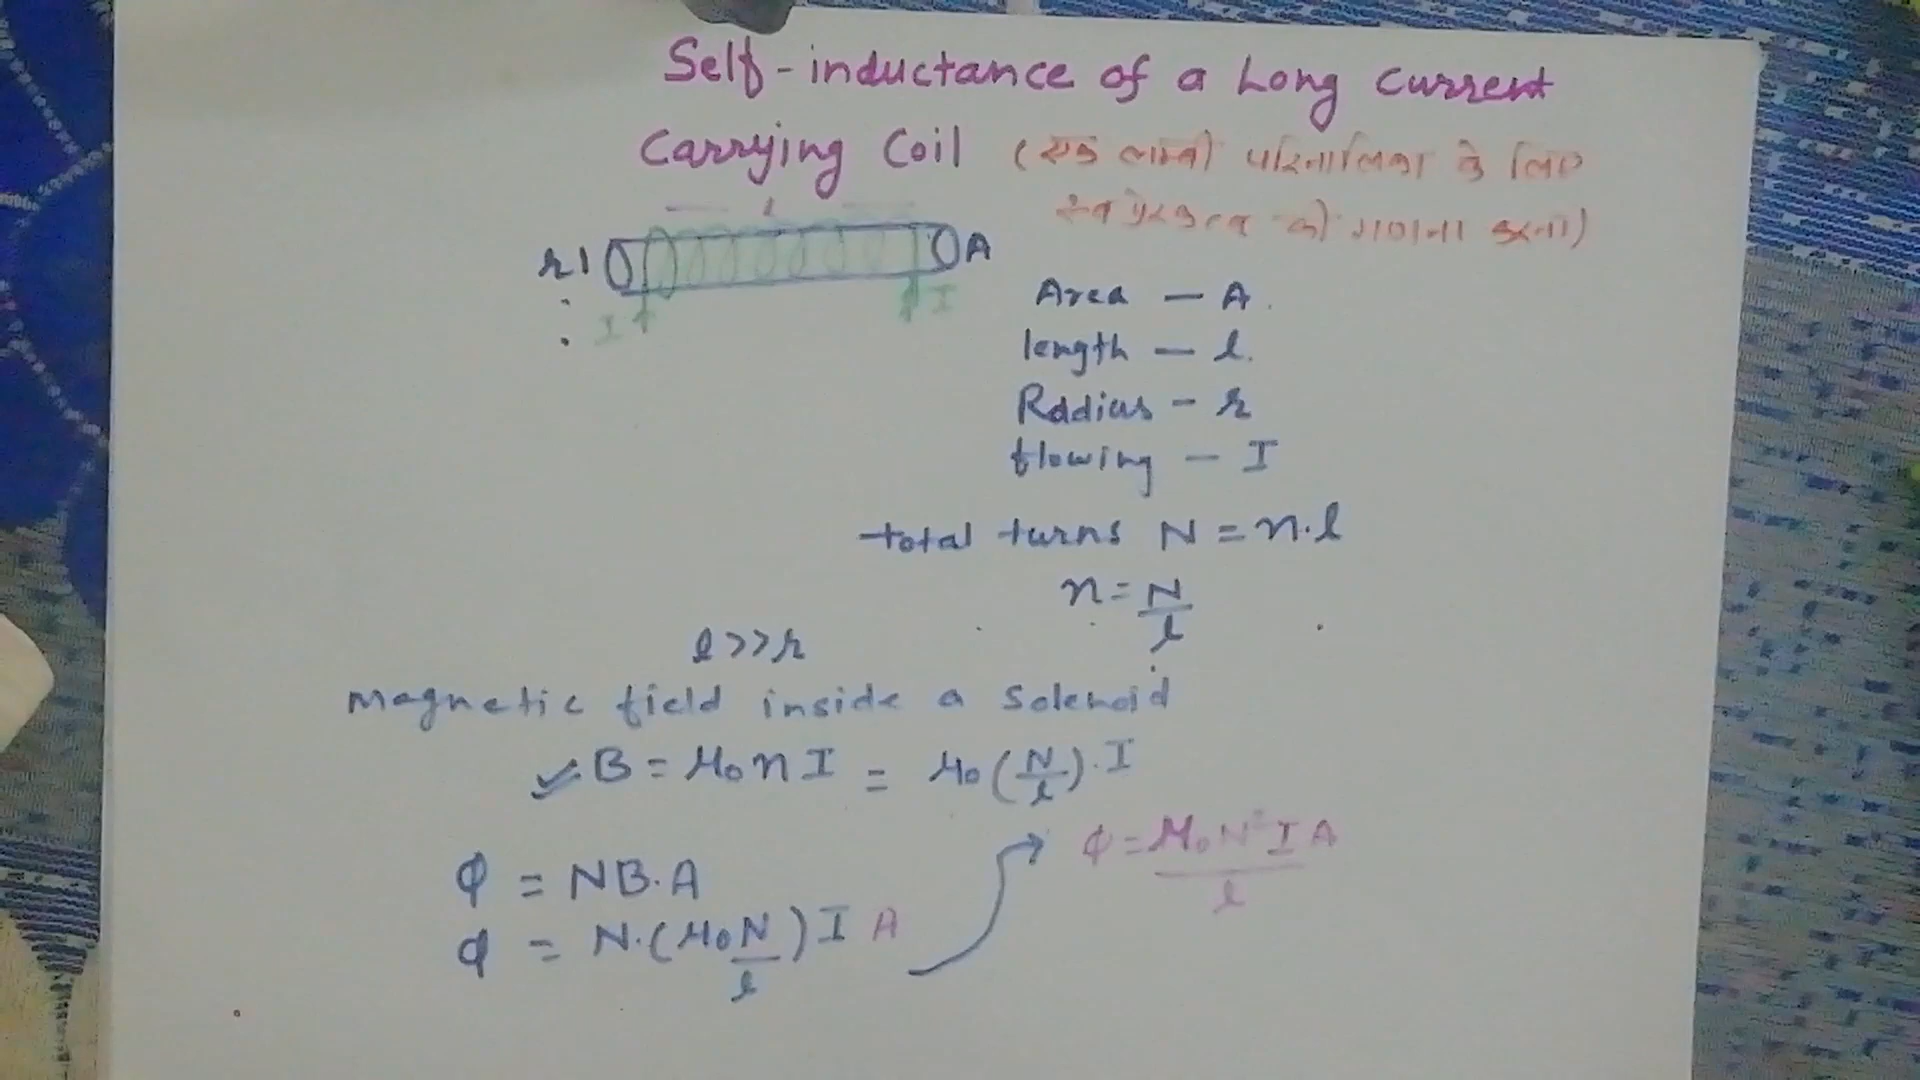 Self-inductance of a Long Current
Carrying Coil (एक लम्बी परिनालिका के लिए
स्वप्रेरकत्व की गणना करना)
l
r A
I I
Area — A.
length — l.
Radius - r
flowing — I
total turns N = n.l
n = N/l
l >> r
magnetic field inside a Solenoid
✓ B = μ₀nI = μ₀(N/l).I
φ = μ₀N²IA/l
φ = NB.A
φ = N.(μ₀N/l)I A